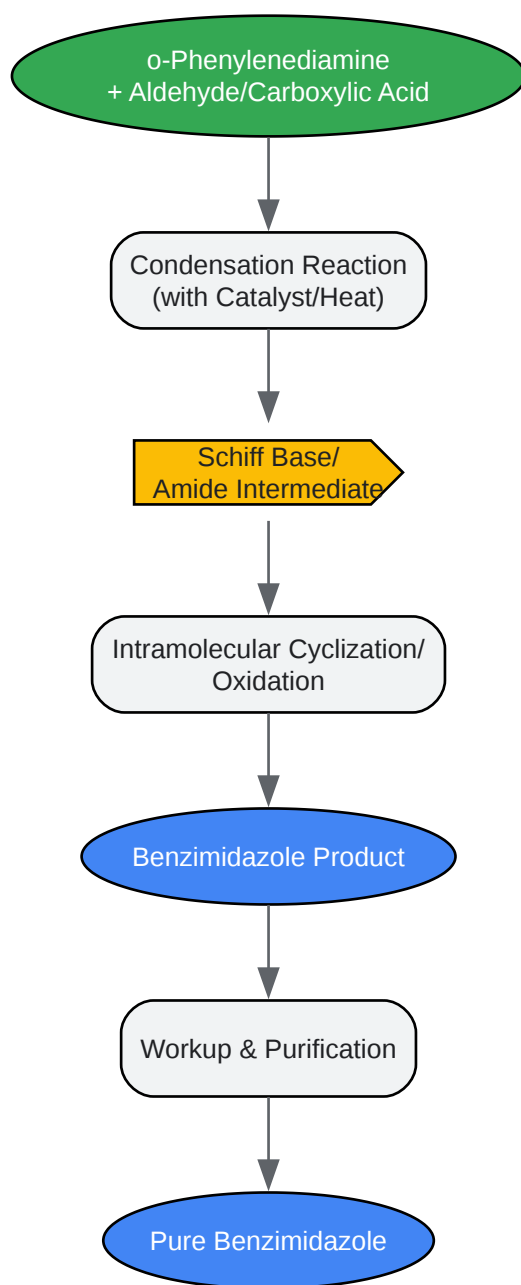 o-Phenylenediamine
+ Aldehyde/Carboxylic Acid
Condensation Reaction
(with Catalyst/Heat)
Schiff Base/
Amide Intermediate
Intramolecular Cyclization/
Oxidation
Benzimidazole Product
Workup & Purification
Pure Benzimidazole